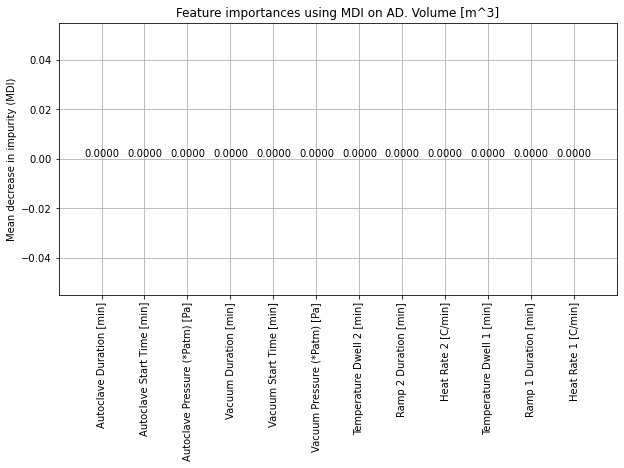 Feature importances using MDI on AD. Volume [m^3]
Mean decrease in impurity (MDI)
0.04
0.02
0.00
−0.02
−0.04
0.0000 0.0000 0.0000 0.0000 0.0000 0.0000 0.0000 0.0000 0.0000 0.0000 0.0000 0.0000
Autoclave Duration [min]
Autoclave Start Time [min]
Autoclave Pressure (*Patm) [Pa]
Vacuum Duration [min]
Vacuum Start Time [min]
Vacuum Pressure (*Patm) [Pa]
Temperature Dwell 2 [min]
Ramp 2 Duration [min]
Heat Rate 2 [C/min]
Temperature Dwell 1 [min]
Ramp 1 Duration [min]
Heat Rate 1 [C/min]